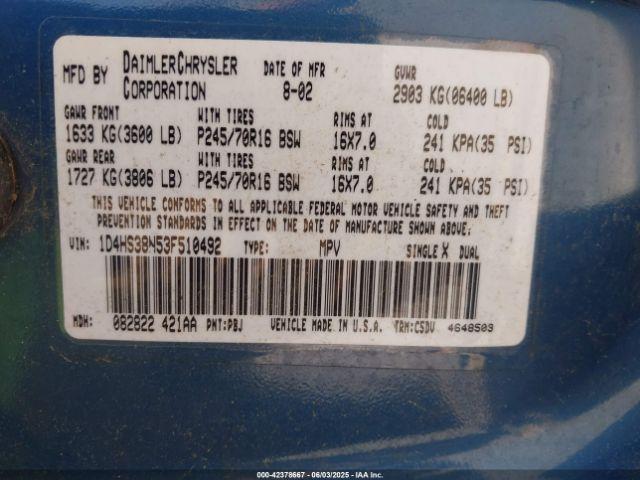 MFD BY DAIMLERCHRYSLER CORPORATION DATE OF MFR 8-02 GVWR 2903 KG(06400 LB)
GAWR FRONT WITH TIRES RIMS AT COLD
1633 KG(3600 LB) P245/70R16 BSW 16X7.0 241 KPA(35 PSI)
GAWR REAR WITH TIRES RIMS AT COLD
1727 KG(3806 LB) P245/70R16 BSW 16X7.0 241 KPA(35 PSI)
THIS VEHICLE CONFORMS TO ALL APPLICABLE FEDERAL MOTOR VEHICLE SAFETY AND THEFT
PREVENTION STANDARDS IN EFFECT ON THE DATE OF MANUFACTURE SHOWN ABOVE.
VIN: 1D4HS38N53F510492 TYPE: MPV SINGLE X DUAL
MDH: 082822 421AA PNT:PBJ VEHICLE MADE IN U.S.A. TRM:C5DV 4648503
000-42378667 - 06/03/2025 - IAA Inc.